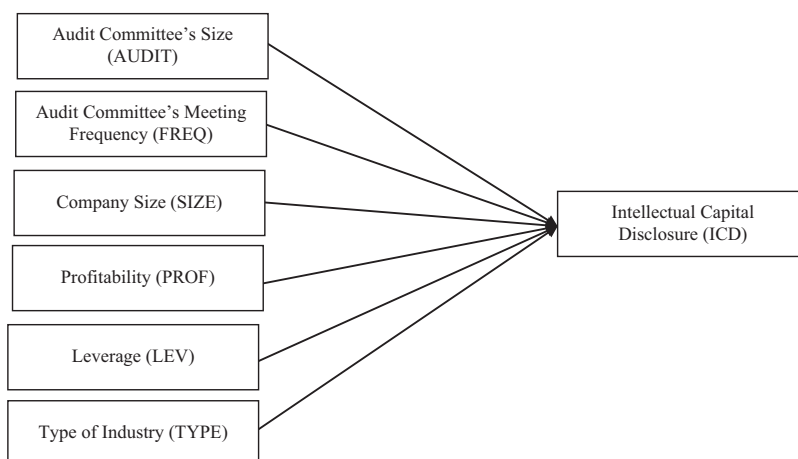 Audit Committee's Size
(AUDIT)
Audit Committee's Meeting
Frequency (FREQ)
Company Size (SIZE)
Profitability (PROF)
Leverage (LEV)
Type of Industry (TYPE)
Intellectual Capital
Disclosure (ICD)